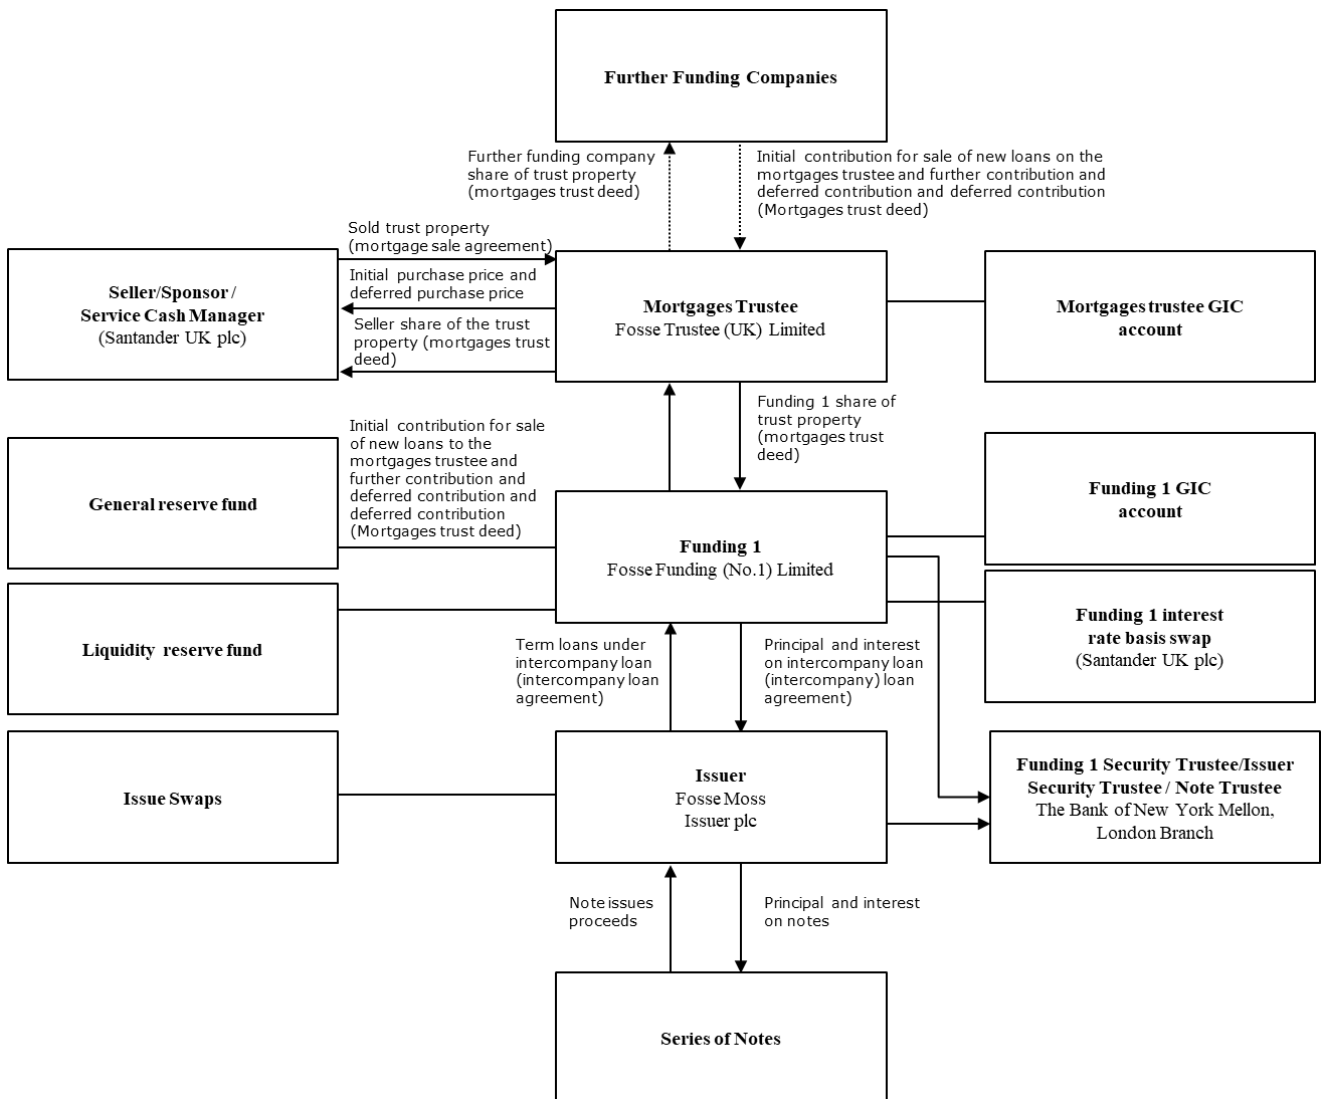 Further Funding Companies
Further funding company
share of trust property
(mortgages trust deed)
Initial contribution for sale of new loans on the
mortgages trustee and further contribution and
deferred contribution and deferred contribution
(Mortgages trust deed)
Sold trust property
(mortgage sale agreement)
Initial purchase price and
deferred purchase price
Seller share of the trust
property (mortgages trust
deed)
Seller/Sponsor /
Service Cash Manager
(Santander UK plc)
Mortgages Trustee
Fosse Trustee (UK) Limited
Mortgages trustee GIC
account
Initial contribution for sale
of new loans to the
mortgages trustee and
further contribution and
deferred contribution and
deferred contribution
(Mortgages trust deed)
Funding 1 share of
trust property
(mortgages trust
deed)
General reserve fund
Funding 1
Fosse Funding (No.1) Limited
Funding 1 GIC
account
Liquidity reserve fund
Term loans under
intercompany loan
(intercompany loan
agreement)
Principal and interest
on intercompany loan
(intercompany) loan
agreement)
Funding 1 interest
rate basis swap
(Santander UK plc)
Issue Swaps
Issuer
Fosse Moss
Issuer plc
Funding 1 Security Trustee/Issuer
Security Trustee / Note Trustee
The Bank of New York Mellon,
London Branch
Note issues
proceeds
Principal and interest
on notes
Series of Notes